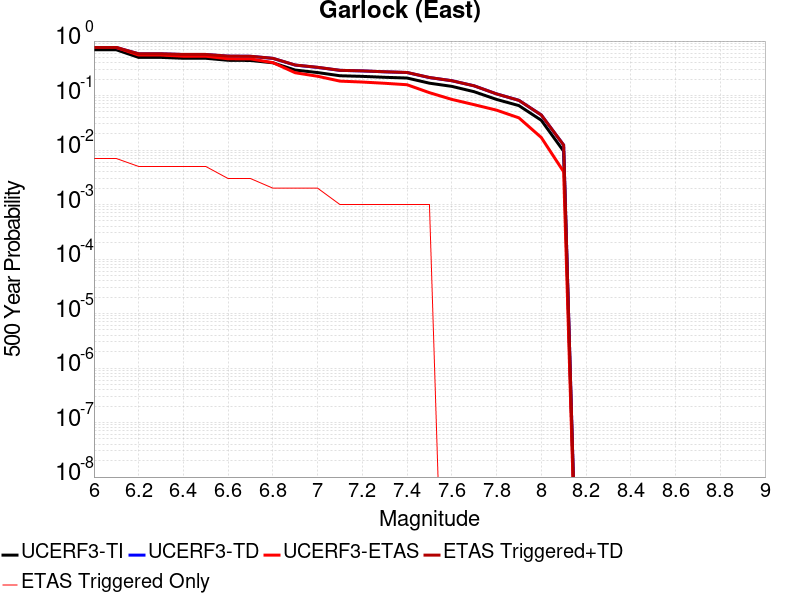 Garlock (East)
10^0
10^-1
10^-2
10^-3
10^-4
10^-5
10^-6
10^-7
10^-8
500 Year Probability
6 6.2 6.4 6.6 6.8 7 7.2 7.4 7.6 7.8 8 8.2 8.4 8.6 8.8 9
Magnitude
UCERF3-TI UCERF3-TD UCERF3-ETAS ETAS Triggered+TD
ETAS Triggered Only